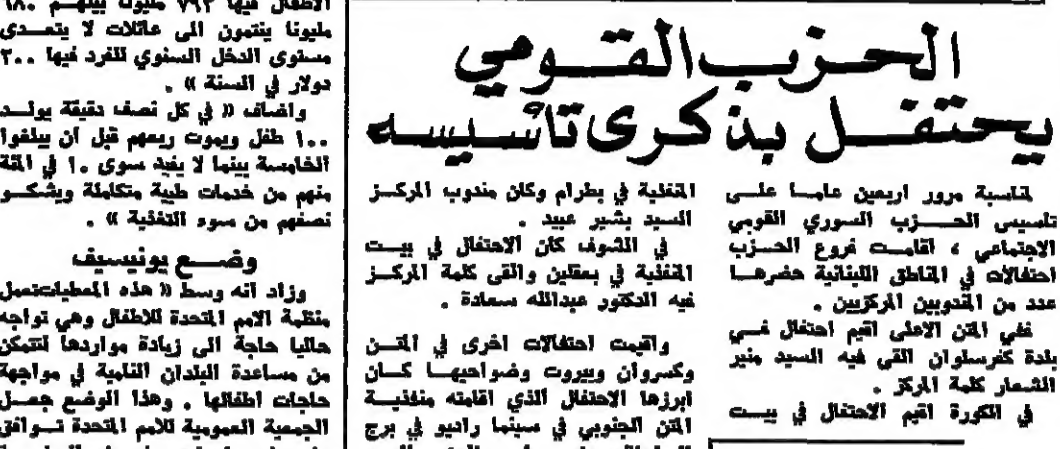 الحزب القومي
يحتفل بذكرى تأسيسه
لمناسبة مرور اربعين عاما على
تاسيس الحزب السوري القومي
الاجتماعي ، اقامت فروع الحزب
احتفالات في المناطق اللبنانية حضرها
عدد من المندوبين المركزيين .
ففي المتن الاعلى اقيم احتفال في
بلدة كفرسلوان القى فيه السيد منير
الشعار كلمة المركز .
في الكورة اقيم الاحتفال في بيت
المنفذية في بطرام وكان مندوب المركز
السيد بشير عبيد .
في الشوف كان الاحتفال في بيت
المنفذية في بعقلين والقى كلمة المركز
فيه الدكتور عبدالله سعادة .
واقيمت احتفالات اخرى في المتن
وكسروان وبيروت وضواحيها كان
ابرزها الاحتفال الذي اقامته منفذية
المتن الجنوبي في سينما راديو في برج
الاطفال فيها ٧٩٢ مليونا بينهم ٦٨٠
مليونا ينتمون الى عائلات لا يتعدى
مستوى الدخل السنوي للفرد فيها ٢٠٠
دولار في السنة » .
واضاف « في كل نصف دقيقة يولد
١٠٠ طفل ويموت ربعهم قبل ان يبلغوا
الخامسة بينما لا يفيد سوى ١٠ في المئة
منهم من خدمات طبية متكاملة ويشكو
نصفهم من سوء التغذية » .
وضع يونيسيف
وزاد انه وسط « هذه المعطيات تعمل
منظمة الامم المتحدة للاطفال وهي تواجه
حاليا حاجة الى زيادة مواردها لتتمكن
من مساعدة البلدان النامية في مواجهة
حاجات اطفالها . وهذا الوضع جعل
الجمعية العمومية للامم المتحدة توافق